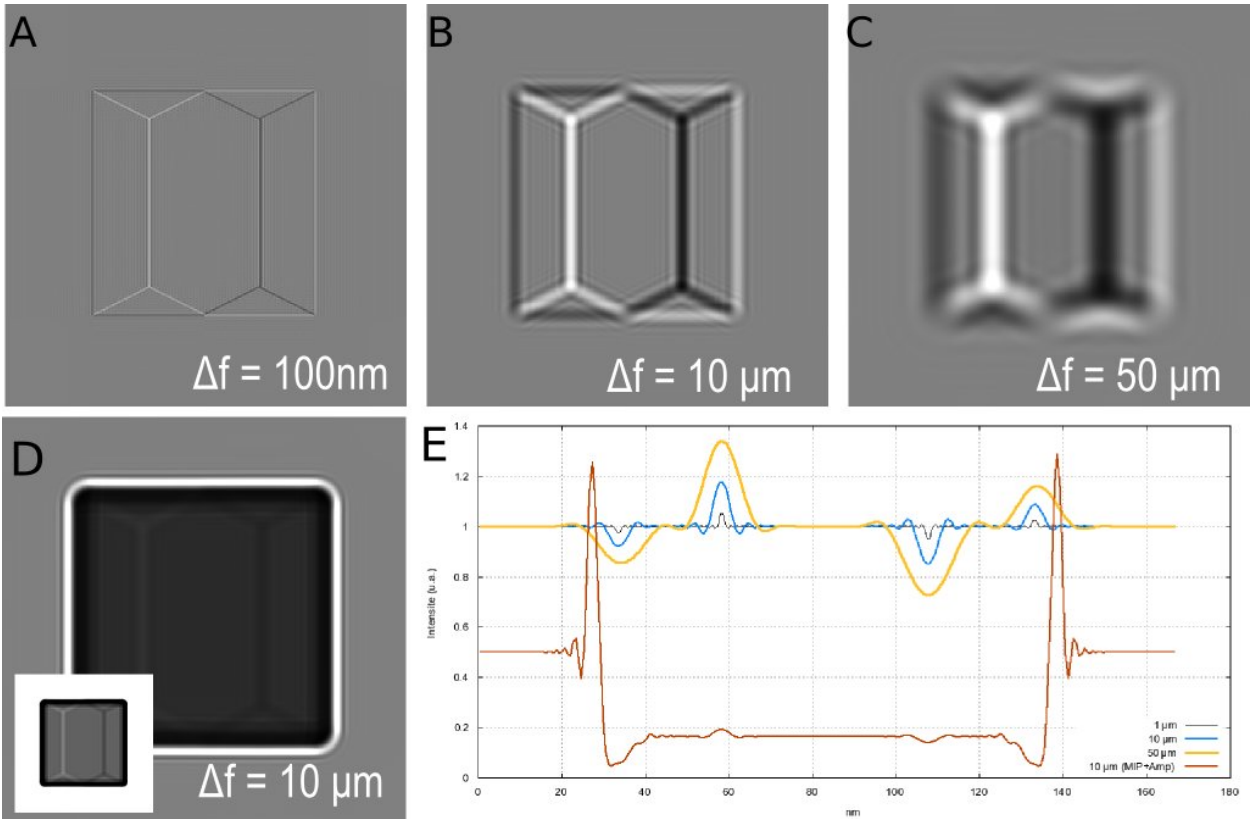 A
Δf = 100nm
B
Δf = 10 µm
C
Δf = 50 µm
D
Δf = 10 µm
E
1.4
1.2
1
0.8
0.6
0.4
0.2
0
Intensite (u.a.)
0 20 40 60 80 100 120 140 160 180
nm
1 µm
10 µm
50 µm
10 µm (MIP+Amp)